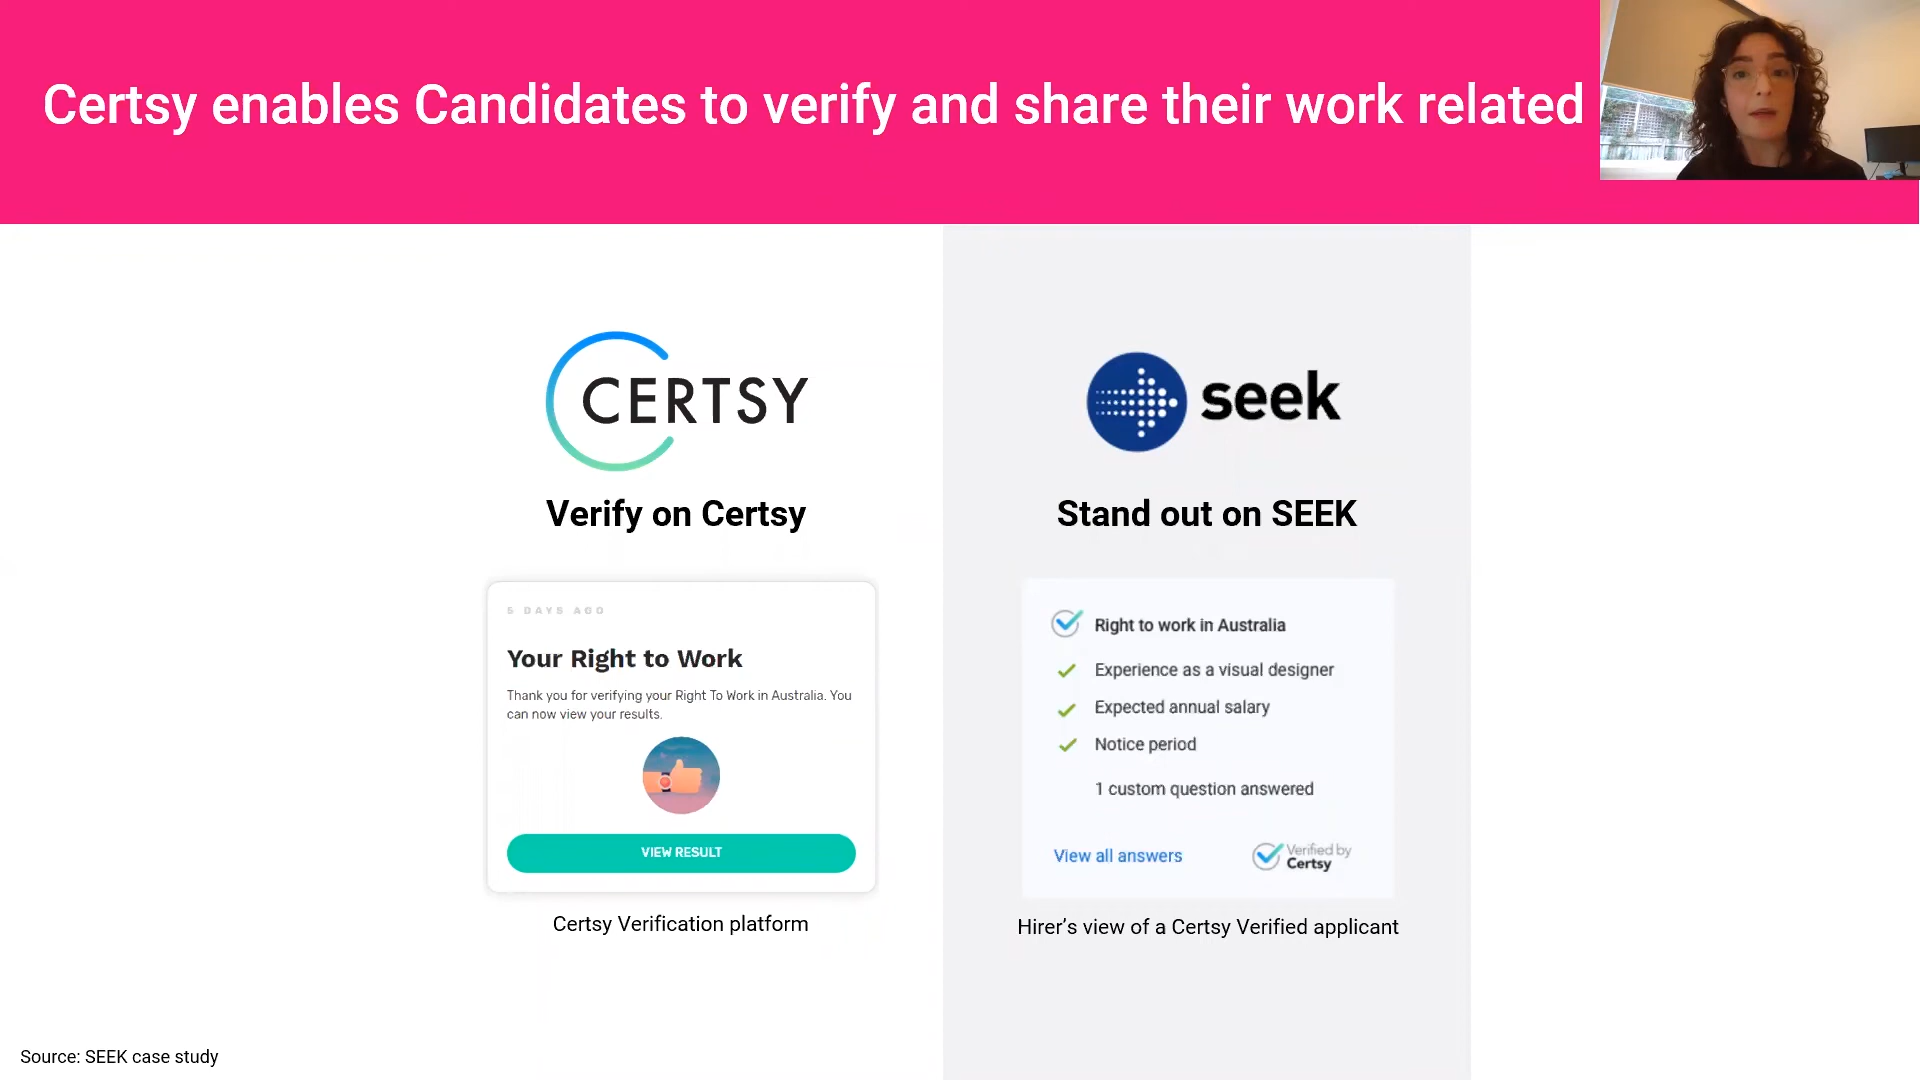 Certsy enables Candidates to verify and share their work related
CERTSY
Verify on Certsy
5 DAYS AGO
Your Right to Work
Thank you for verifying your Right To Work in Australia. You
can now view your results.
VIEW RESULT
Certsy Verification platform
seek
Stand out on SEEK
Right to work in Australia
Experience as a visual designer
Expected annual salary
Notice period
1 custom question answered
View all answers
Verified by
Certsy
Hirer’s view of a Certsy Verified applicant
Source: SEEK case study